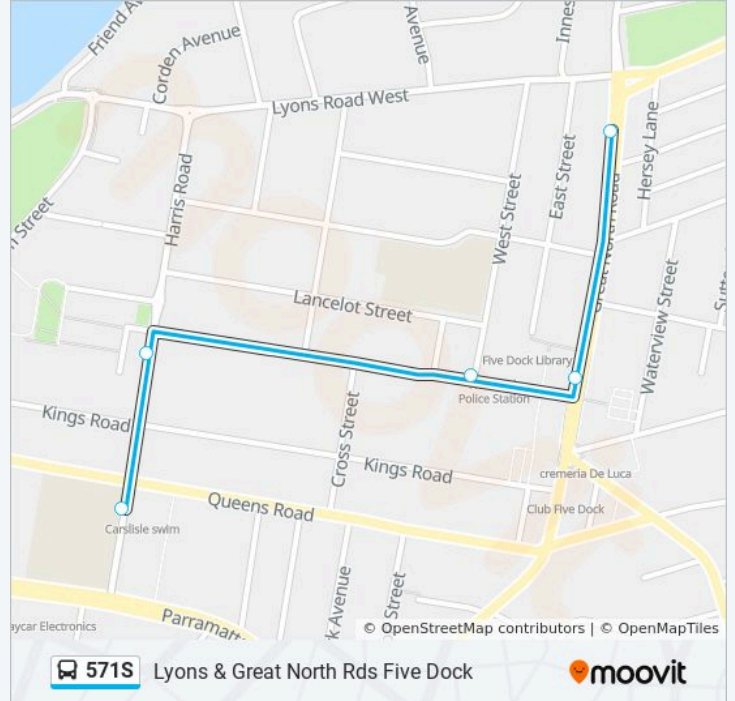 Friend Av
Corden Avenue
Avenue
Innes
Lyons Road West
Hersey Lane
East Street
Harris Road
West Street
n Street
Great North Road
Lancelot Street
Waterview Street
Sutto
Five Dock Library
Police Station
Kings Road
Cross Street
Kings Road
cremeria De Luca
Queens Road
Club Five Dock
Carslisle swim
Parramatt
aycar Electronics
k Avenue
Street
© OpenStreetMap contributors | © OpenMapTiles
571S Lyons & Great North Rds Five Dock
moovit